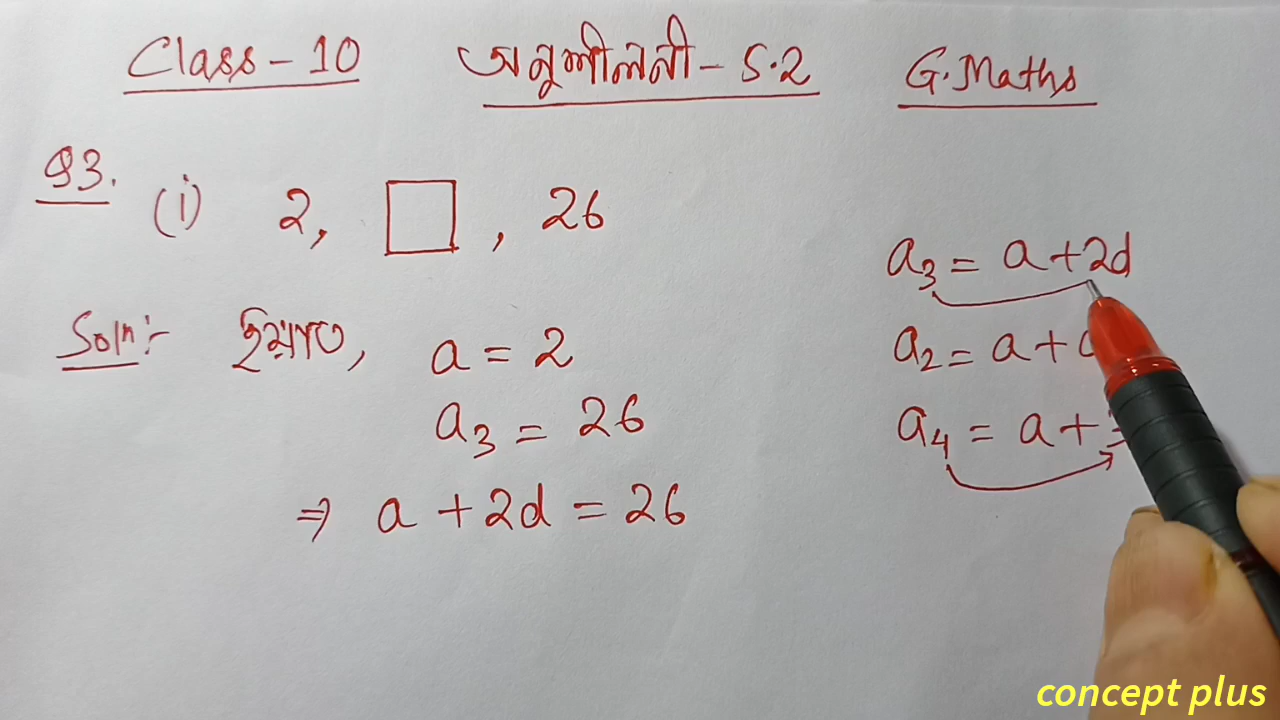 Class - 10 অনুশীলনী - 5.2 G. Maths
Q3.
(i) 2, □, 26
Soln:- ইয়াত, a = 2
a₃ = 26
⇒ a + 2d = 26
a₃ = a + 2d
a₂ = a +
a₄ = a +
concept plus